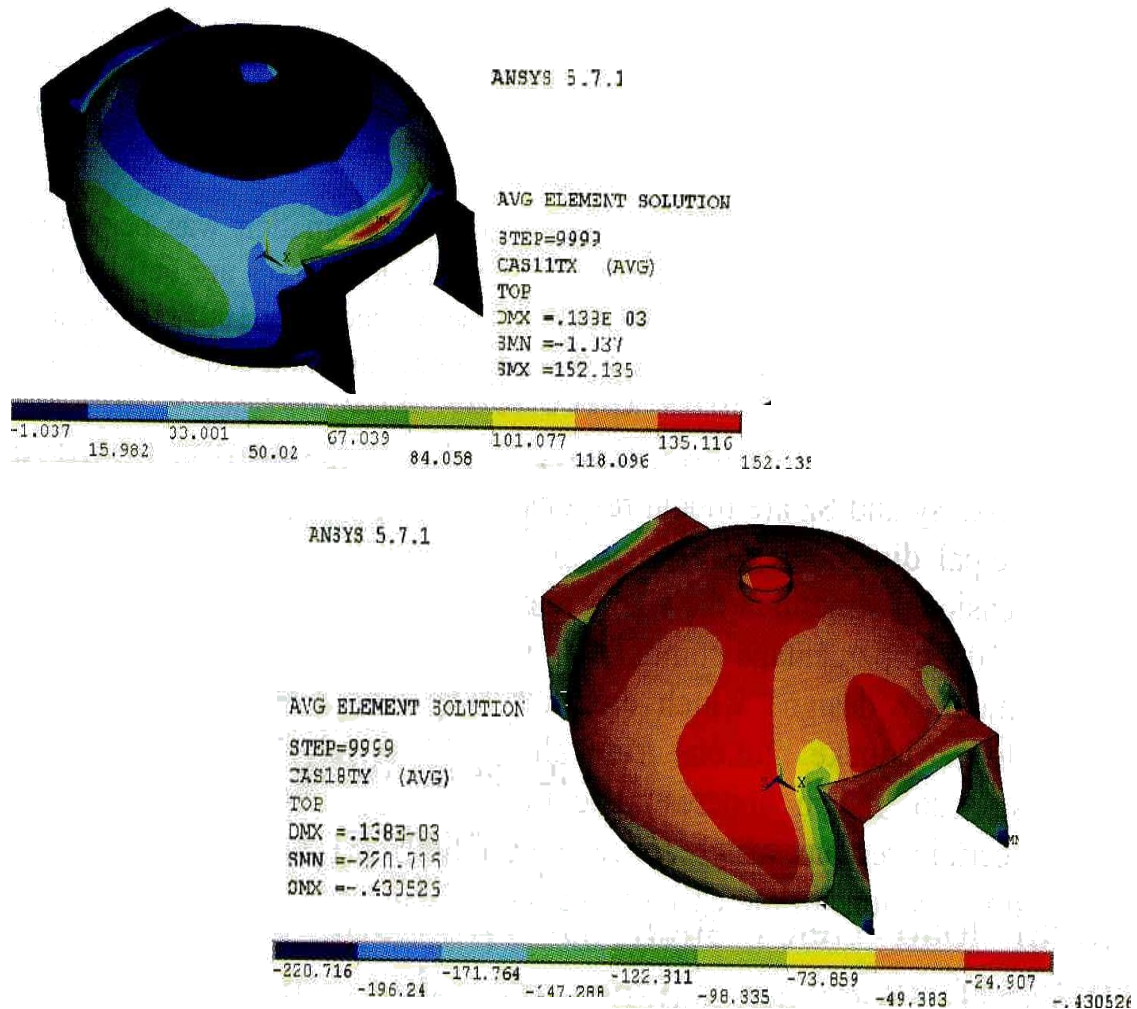 ANSYS 5.7.1
AVG ELEMENT SOLUTION
STEP=9999
CAS11TX (AVG)
TOP
DMX =.138E 03
SMN =-1.037
SMX =152.135
-1.037 33.001 67.039 101.077 135.116
15.982 50.02 84.058 118.096 152.135
X
ANSYS 5.7.1
AVG ELEMENT SOLUTION
STEP=9999
CAS18TY (AVG)
TOP
DMX =.138E-03
SMN =-220.716
SMX =-.430526
X
MN
-220.716 -171.764 -122.811 -73.859 -24.907
-196.24 -147.288 -98.335 -49.383 -.430526